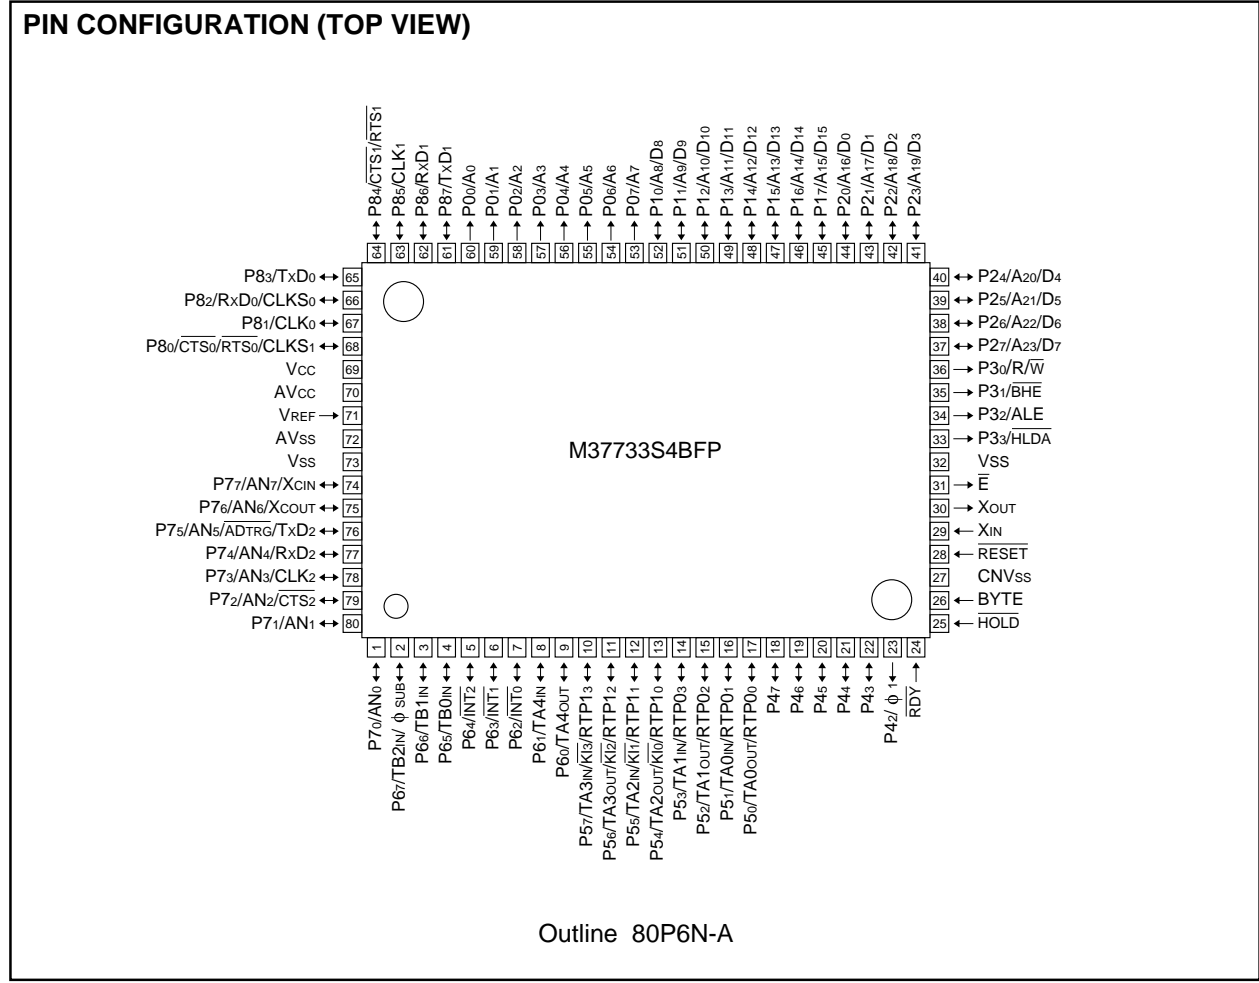 PIN CONFIGURATION (TOP VIEW)
P84/CTS1/RTS1
P85/CLK1
P86/RXD1
P87/TXD1
P00/A0
P01/A1
P02/A2
P03/A3
P04/A4
P05/A5
P06/A6
P07/A7
P10/A8/D8
P11/A9/D9
P12/A10/D10
P13/A11/D11
P14/A12/D12
P15/A13/D13
P16/A14/D14
P17/A15/D15
P20/A16/D0
P21/A17/D1
P22/A18/D2
P23/A19/D3
64 63 62 61 60 59 58 57 56 55 54 53 52 51 50 49 48 47 46 45 44 43 42 41
P83/TXD0 65
P82/RXD0/CLKS0 66
P81/CLK0 67
P80/CTS0/RTS0/CLKS1 68
VCC 69
AVCC 70
VREF 71
AVSS 72
VSS 73
P77/AN7/XCIN 74
P76/AN6/XCOUT 75
P75/AN5/ADTRG/TXD2 76
P74/AN4/RXD2 77
P73/AN3/CLK2 78
P72/AN2/CTS2 79
P71/AN1 80
M37733S4BFP
40 P24/A20/D4
39 P25/A21/D5
38 P26/A22/D6
37 P27/A23/D7
36 P30/R/W
35 P31/BHE
34 P32/ALE
33 P33/HLDA
32 VSS
31 E
30 XOUT
29 XIN
28 RESET
27 CNVSS
26 BYTE
25 HOLD
1 2 3 4 5 6 7 8 9 10 11 12 13 14 15 16 17 18 19 20 21 22 23 24
P70/AN0
P67/TB2IN/ φ SUB
P66/TB1IN
P65/TB0IN
P64/INT2
P63/INT1
P62/INT0
P61/TA4IN
P60/TA4OUT
P57/TA3IN/KI3/RTP13
P56/TA3OUT/KI2/RTP12
P55/TA2IN/KI1/RTP11
P54/TA2OUT/KI0/RTP10
P53/TA1IN/RTP03
P52/TA1OUT/RTP02
P51/TA0IN/RTP01
P50/TA0OUT/RTP00
P47
P46
P45
P44
P43
P42/ φ 1
RDY
Outline 80P6N-A